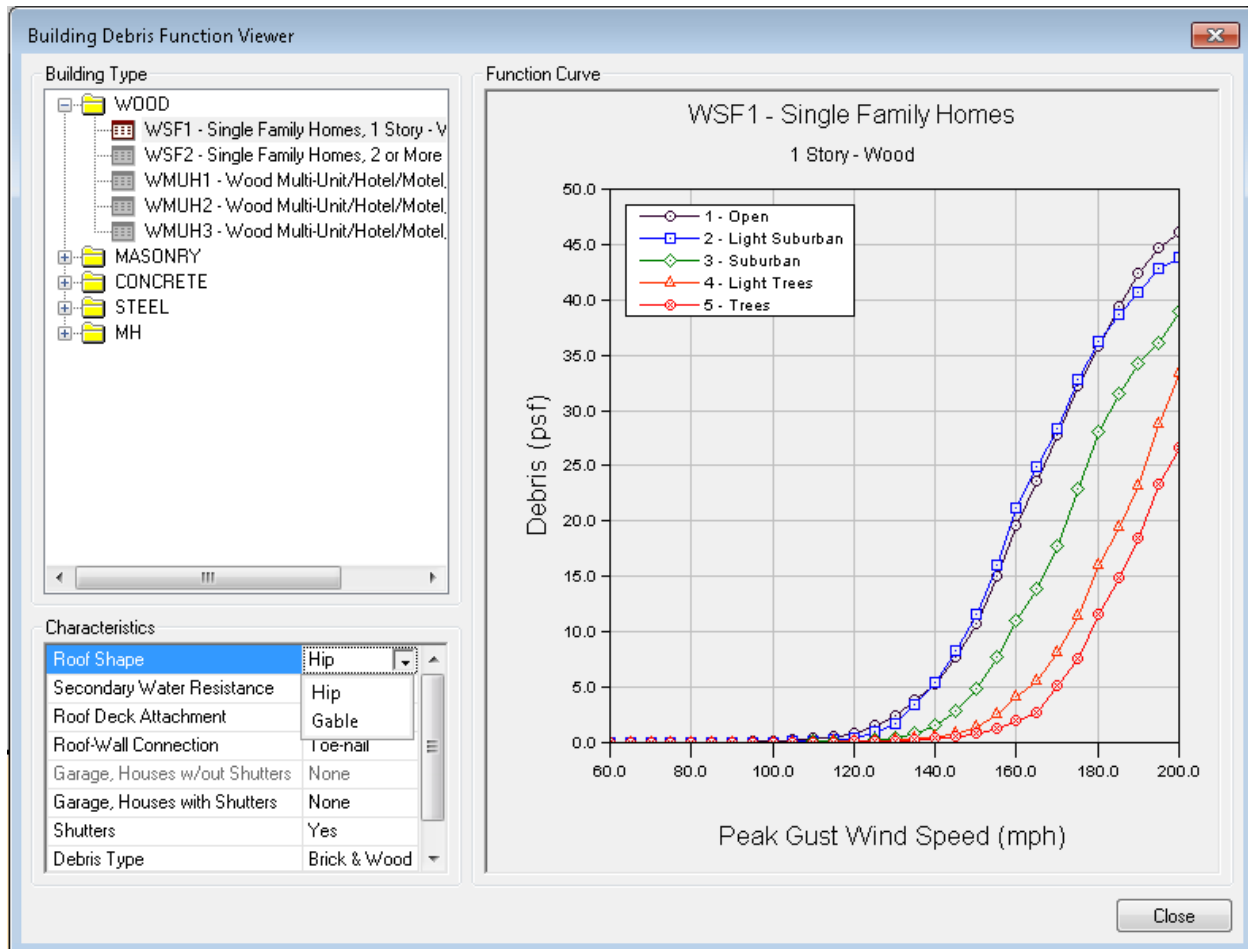 Building Debris Function Viewer
Building Type
WOOD
WSF1 - Single Family Homes, 1 Story - W
WSF2 - Single Family Homes, 2 or More
WMUH1 - Wood Multi-Unit/Hotel/Motel,
WMUH2 - Wood Multi-Unit/Hotel/Motel,
WMUH3 - Wood Multi-Unit/Hotel/Motel,
MASONRY
CONCRETE
STEEL
MH
Characteristics
Roof Shape Hip
Secondary Water Resistance Hip
Roof Deck Attachment Gable
Roof-Wall Connection Toe-nail
Garage, Houses w/out Shutters None
Garage, Houses with Shutters None
Shutters Yes
Debris Type Brick & Wood
Function Curve
WSF1 - Single Family Homes
1 Story - Wood
1 - Open
2 - Light Suburban
3 - Suburban
4 - Light Trees
5 - Trees
Debris (psf)
50.0
45.0
40.0
35.0
30.0
25.0
20.0
15.0
10.0
5.0
0.0
60.0 80.0 100.0 120.0 140.0 160.0 180.0 200.0
Peak Gust Wind Speed (mph)
Close